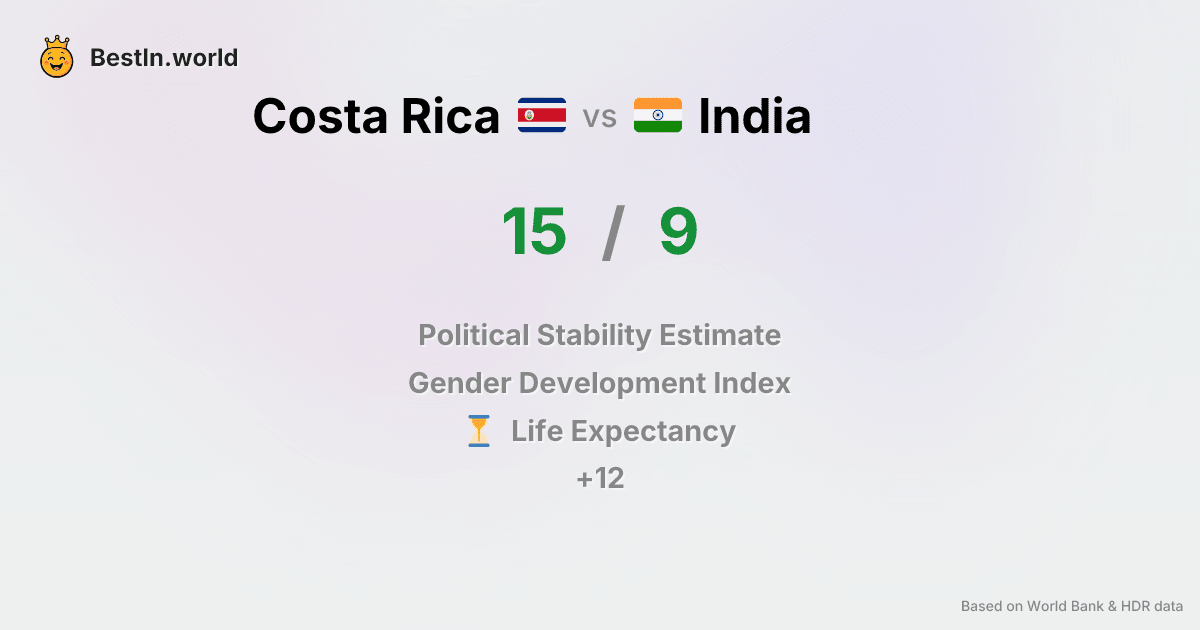 BestIn.world
Costa Rica vs India
15 / 9
Political Stability Estimate
Gender Development Index
Life Expectancy
+12
Based on World Bank & HDR data